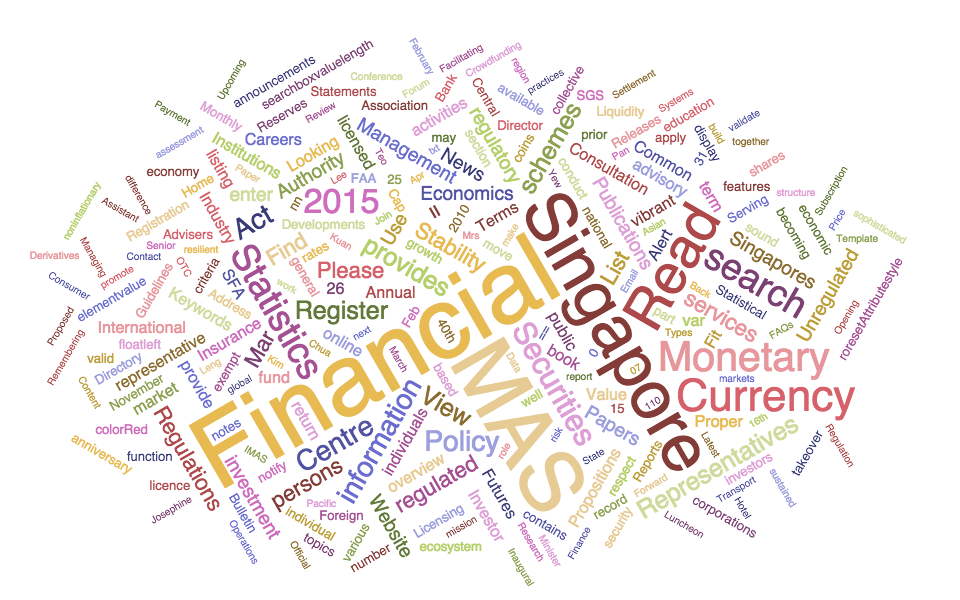 Financial
Singapore
MAS
Read
Monetary
Currency
2015
Statistics
Securities
search
schemes
Register
Policy
Representatives
Act
Find
provides
Stability
Centre
information
View
Website
regulated
persons
Regulations
investment
Unregulated
services
Singapores
Publications
List
Papers
Propositions
Proper
Value
15
public
book
Please
26
Annual
Mar
SFA
Keywords
International
floatleft
representative
Insurance
Address
criteria
Guidelines
OTC
resilient
Senior
Contact
Advisers
Registration
Assistant
difference
nonflationary
Derivatives
Managing
promote
Consumer
elementvalue
Proposed
Remembering
valid
Content
Directory
November
market
provide
exempt
Leng
Kim
global
fund
Chua
rates
general
Kuan
work
growth
Developments
Join
Use
cap
Apr
25
FAA
Lee
Teo
nn
enter
Authority
Looking
licensed
Institutions
listing
Industry
Home
Paper
economy
assessment
Payment
Monthly
Upcoming
announcements
searchboxvaluelength
Reserves
Careers
Review
Statements
Conference
Association
Forum
February
Bank
Facilitating
Crowdfunding
region
Central
activities
Management
may
txt
News
Economics
II
2010
Terms
Mrs
move
make
section
regulatory
Director
coins
available
practices
collective
SGS
Settlement
Liquidity
prior
Releases
Systems
education
apply
Pan
Consultation
Common
conduct
Yew
national
advisory
vibrant
Asian
Email
Alert
term
display
31
build
validate
together
shares
features
structure
Serving
sound
Statistical
becoming
economic
Subscription
Price
sophisticated
Template
roresetAttributestyle
Opening
FAQs
Types
Fit
var
part
Back
markets
07
110
report
0
well
Data
risk
role
State
based
March
next
online
Feb
40th
individuals
overview
return
notify
IMAS
notes
colorRed
anniversary
function
licence
Josephine
Bulletin
Operations
Official
individual
topics
Foreign
Pacific
various
number
ecosystem
Licensing
mission
Investor
Research
Futures
contains
Minister
Inaugural
Finance
security
record
respect
Reports
Forward
Latest
16th
investors
Transport
Hotel
corporations
Luncheon
sustained
takeover
Regulation